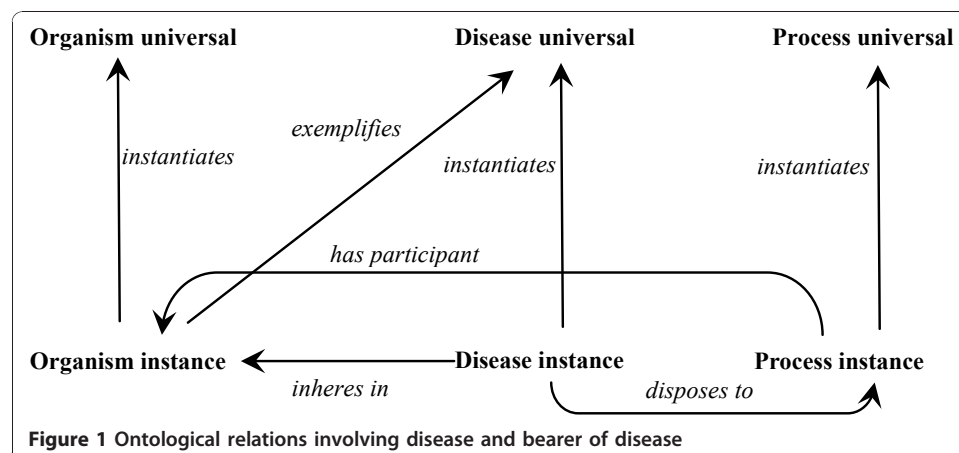 Organism universal Disease universal Process universal
exemplifies
instantiates instantiates instantiates
has participant
Organism instance Disease instance Process instance
inheres in disposes to
Figure 1 Ontological relations involving disease and bearer of disease